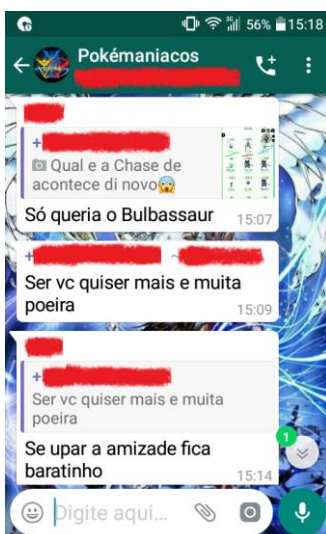 56% 15:18
Pokémaniacos
+
Qual e a Chase de
acontece di novo😱
Só queria o Bulbassaur 15:07
+ ~
Ser vc quiser mais e muita
poeira 15:09
+
Ser vc quiser mais e muita
poeira
Se upar a amizade fica
baratinho 15:14
1
Digite aqui...